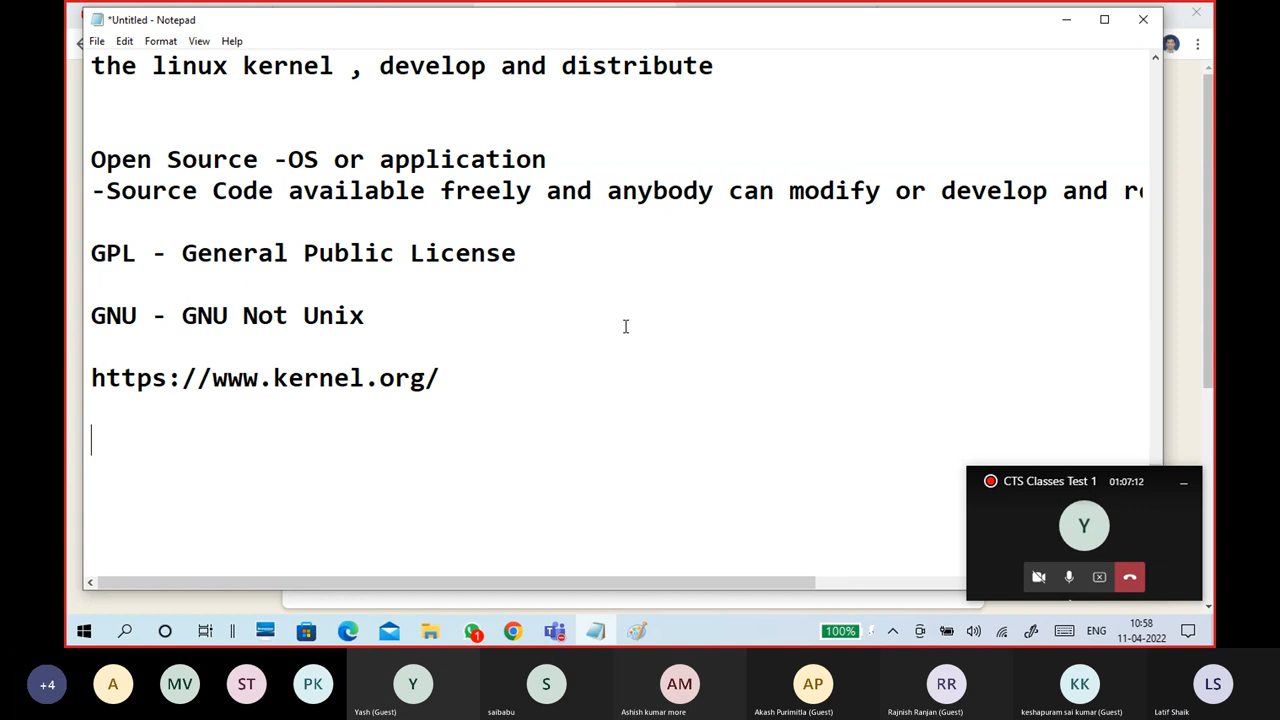 *Untitled - Notepad
File Edit Format View Help
the linux kernel , develop and distribute
Open Source -OS or application
-Source Code available freely and anybody can modify or develop and
GPL - General Public License
GNU - GNU Not Unix
https://www.kernel.org/
CTS Classes Test 1 01:07:12
Y
1
100% ENG 10:58
11-04-2022
+4 A MV ST PK Y S AM AP RR KK LS
Yash (Guest) saibabu Ashish kumar more Akash Purimitla (Guest) Rajnish Ranjan (Guest) keshapuram sai kumar (Guest) Latif Shaik